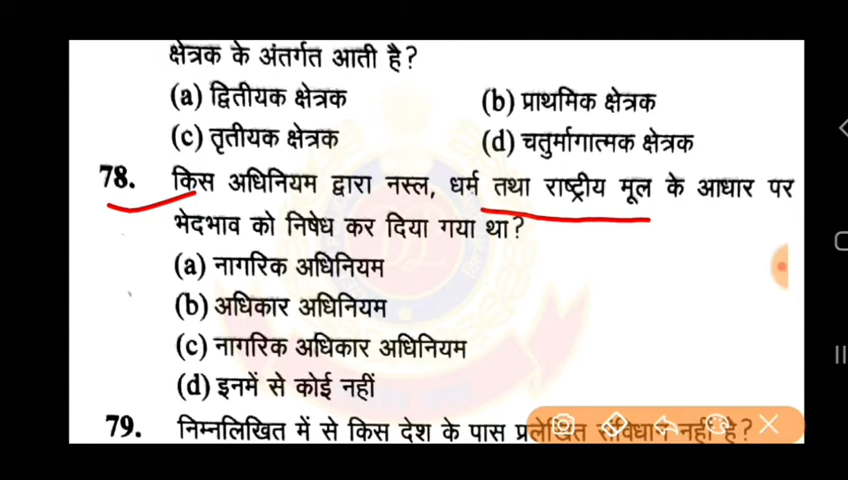 क्षेत्रक के अंतर्गत आती है?
(a) द्वितीयक क्षेत्रक (b) प्राथमिक क्षेत्रक
(c) तृतीयक क्षेत्रक (d) चतुर्मागात्मक क्षेत्रक
78. किस अधिनियम द्वारा नस्ल, धर्म तथा राष्ट्रीय मूल के आधार पर
भेदभाव को निषेध कर दिया गया था?
(a) नागरिक अधिनियम
(b) अधिकार अधिनियम
(c) नागरिक अधिकार अधिनियम
(d) इनमें से कोई नहीं
79. निम्नलिखित में से किस देश के पास प्रलेखित संविधान नहीं है?